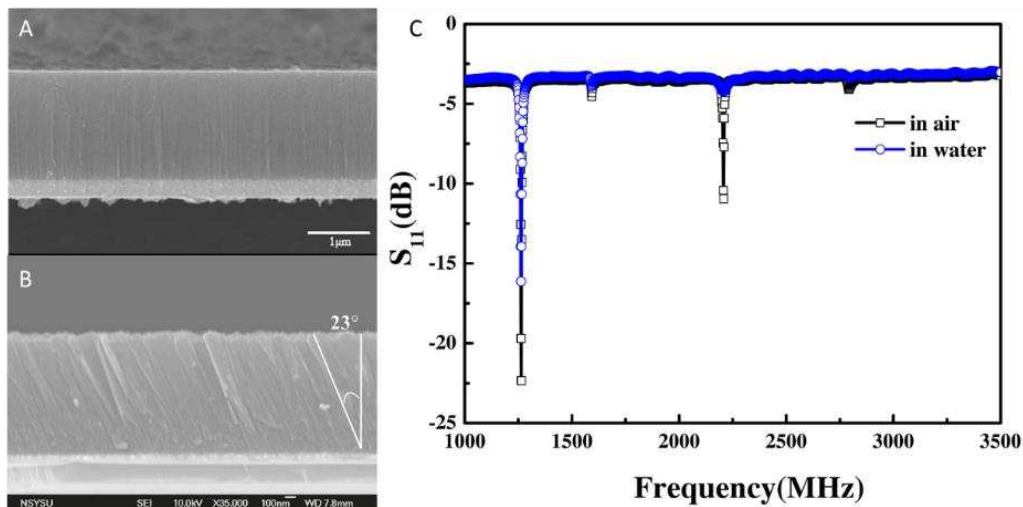 A
1μm
B
23°
NSYSU SEI 10.0kV X35,000 100nm WD 7.8mm
C
0
-5
-10
-15
-20
-25
S11(dB)
in air
in water
1000 1500 2000 2500 3000 3500
Frequency(MHz)